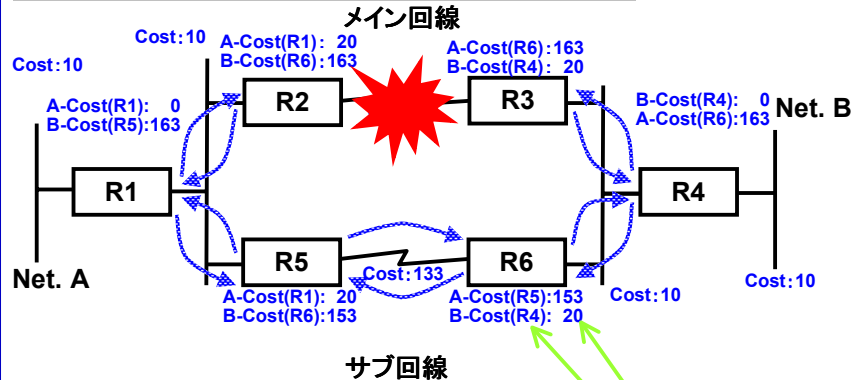 メイン回線
Cost:10
A-Cost(R1): 20
B-Cost(R6):163
A-Cost(R6):163
B-Cost(R4): 20
Cost:10
A-Cost(R1): 0
B-Cost(R5):163
R2
R3
B-Cost(R4): 0
A-Cost(R6):163
Net. B
R1
R4
R5
R6
Net. A
Cost:133
Cost:10
Cost:10
A-Cost(R1): 20
B-Cost(R6):153
A-Cost(R5):153
B-Cost(R4): 20
サブ回線